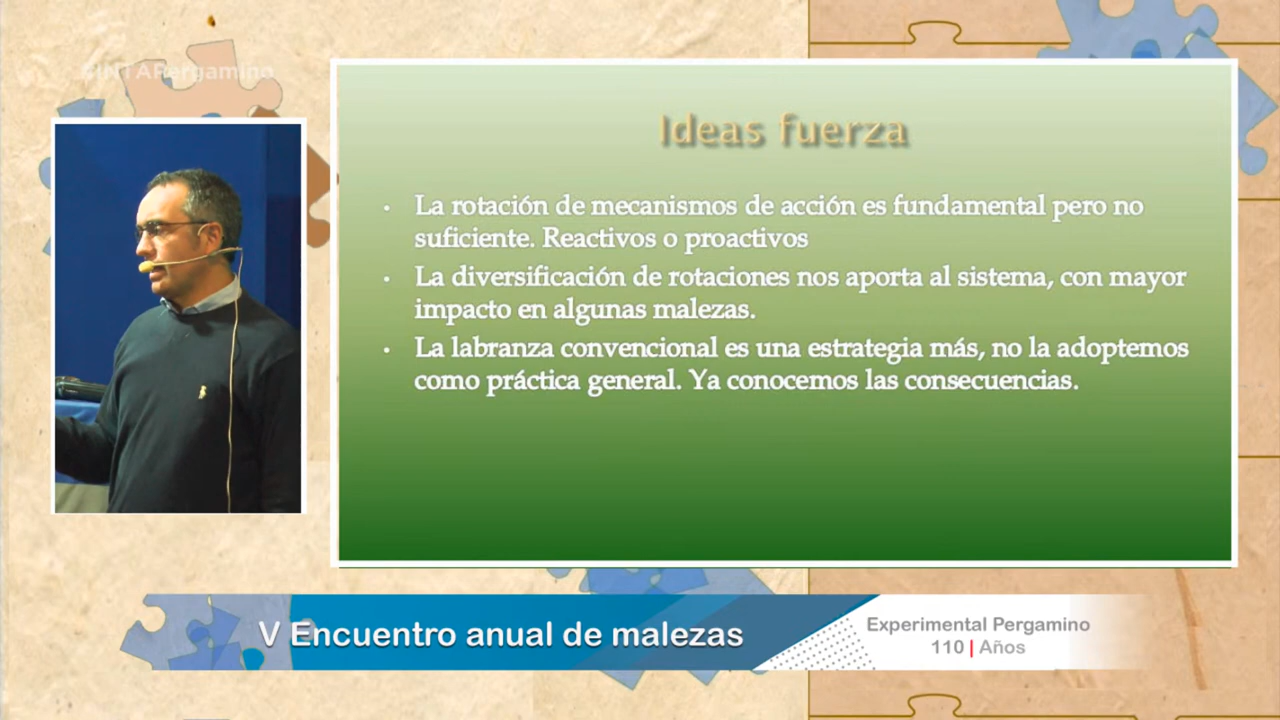 #INTAPergamino
Ideas fuerza
• La rotación de mecanismos de acción es fundamental pero no
suficiente. Reactivos o proactivos
• La diversificación de rotaciones nos aporta al sistema, con mayor
impacto en algunas malezas.
• La labranza convencional es una estrategia más, no la adoptemos
como práctica general. Ya conocemos las consecuencias.
V Encuentro anual de malezas
Experimental Pergamino
110 | Años